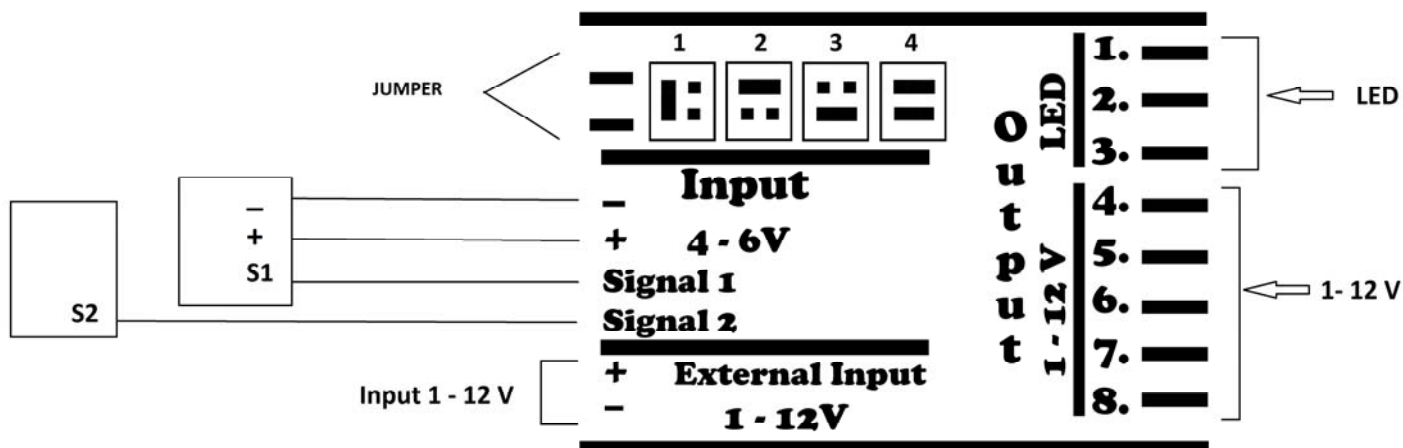 1 2 3 4
JUMPER
Input
–
+ 4 - 6V
Signal 1
Signal 2
+ External Input
– 1 - 12V
–
+
S1
S2
Input 1 - 12 V
Output
LED
1 - 12 V
1.
2.
3.
4.
5.
6.
7.
8.
LED
1- 12 V